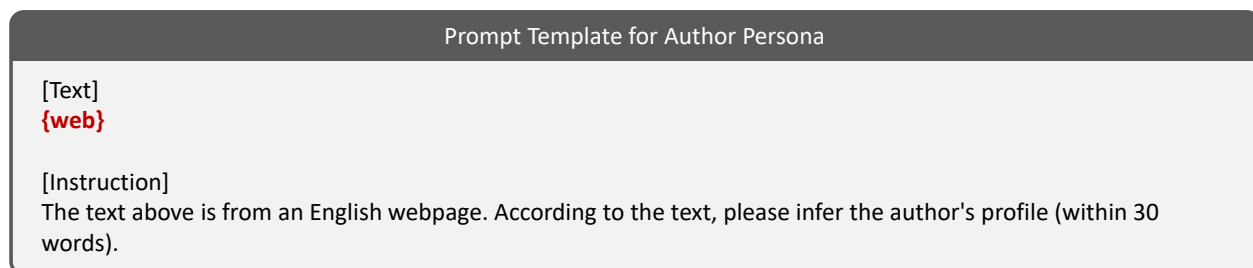 Prompt Template for Author Persona
[Text]
{web}
[Instruction]
The text above is from an English webpage. According to the text, please infer the author's profile (within 30
words).